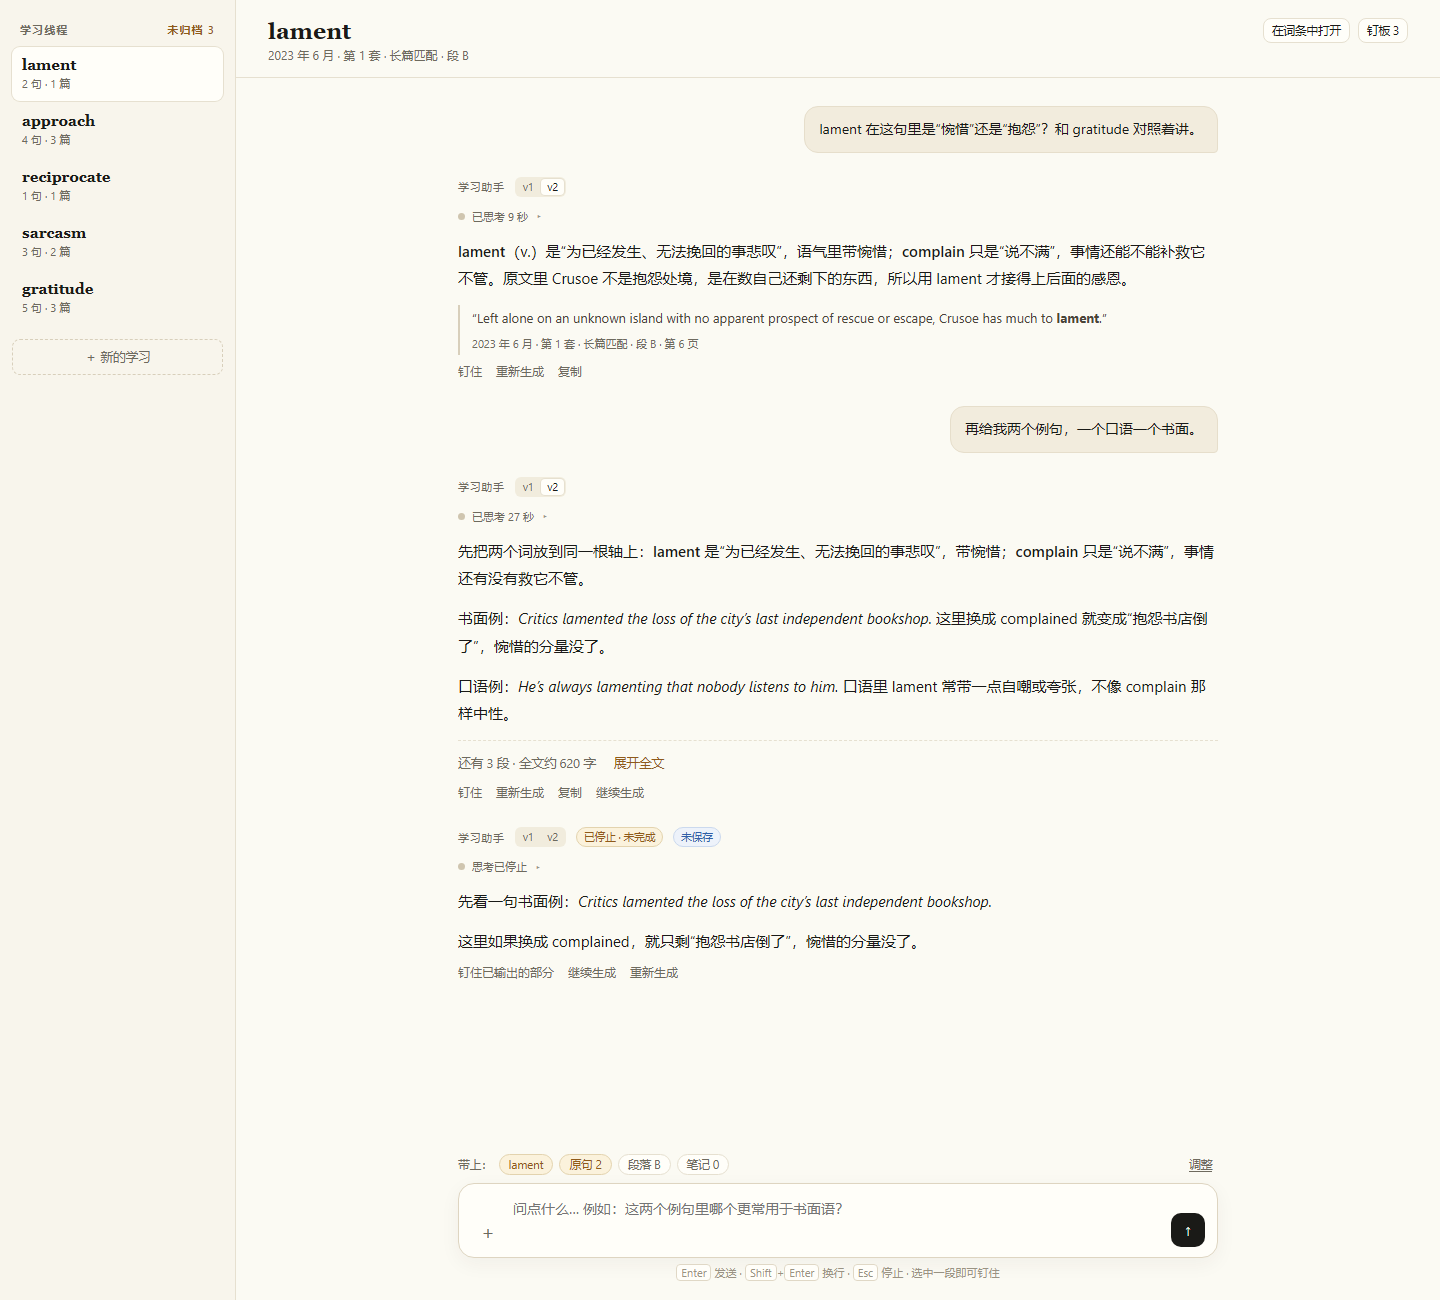 学习线程 未归档 3
lament
2 句 · 1 篇
approach
4 句 · 3 篇
reciprocate
1 句 · 1 篇
sarcasm
3 句 · 2 篇
gratitude
5 句 · 3 篇
+ 新的学习
lament
2023 年 6 月 · 第 1 套 · 长篇匹配 · 段 B
在词条中打开 钉板 3
lament 在这句里是“惋惜”还是“抱怨”？和 gratitude 对照着讲。
学习助手 v1 v2
已思考 9 秒
lament（v.）是“为已经发生、无法挽回的事悲叹”，语气里带惋惜；complain 只是“说不满”，事情还能不能补救它
不管。原文里 Crusoe 不是抱怨处境，是在数自己还剩下的东西，所以用 lament 才接得上后面的感恩。
“Left alone on an unknown island with no apparent prospect of rescue or escape, Crusoe has much to lament.”
2023 年 6 月 · 第 1 套 · 长篇匹配 · 段 B · 第 6 页
钉住 重新生成 复制
再给我两个例句，一个口语一个书面。
学习助手 v1 v2
已思考 27 秒
先把两个词放到同一根轴上：lament 是“为已经发生、无法挽回的事悲叹”，带惋惜；complain 只是“说不满”，事情
还有没有救它不管。
书面例：Critics lamented the loss of the city’s last independent bookshop. 这里换成 complained 就变成“抱怨书店倒
了”，惋惜的分量没了。
口语例：He’s always lamenting that nobody listens to him. 口语里 lament 常带一点自嘲或夸张，不像 complain 那
样中性。
还有 3 段 · 全文约 620 字 展开全文
钉住 重新生成 复制 继续生成
学习助手 v1 v2 已停止 · 未完成 未保存
思考已停止
先看一句书面例：Critics lamented the loss of the city’s last independent bookshop.
这里如果换成 complained，就只剩“抱怨书店倒了”，惋惜的分量没了。
钉住已输出的部分 继续生成 重新生成
带上： lament 原句 2 段落 B 笔记 0 调整
问点什么… 例如：这两个例句里哪个更常用于书面语？
+ ↑
Enter 发送 · Shift + Enter 换行 · Esc 停止 · 选中一段即可钉住